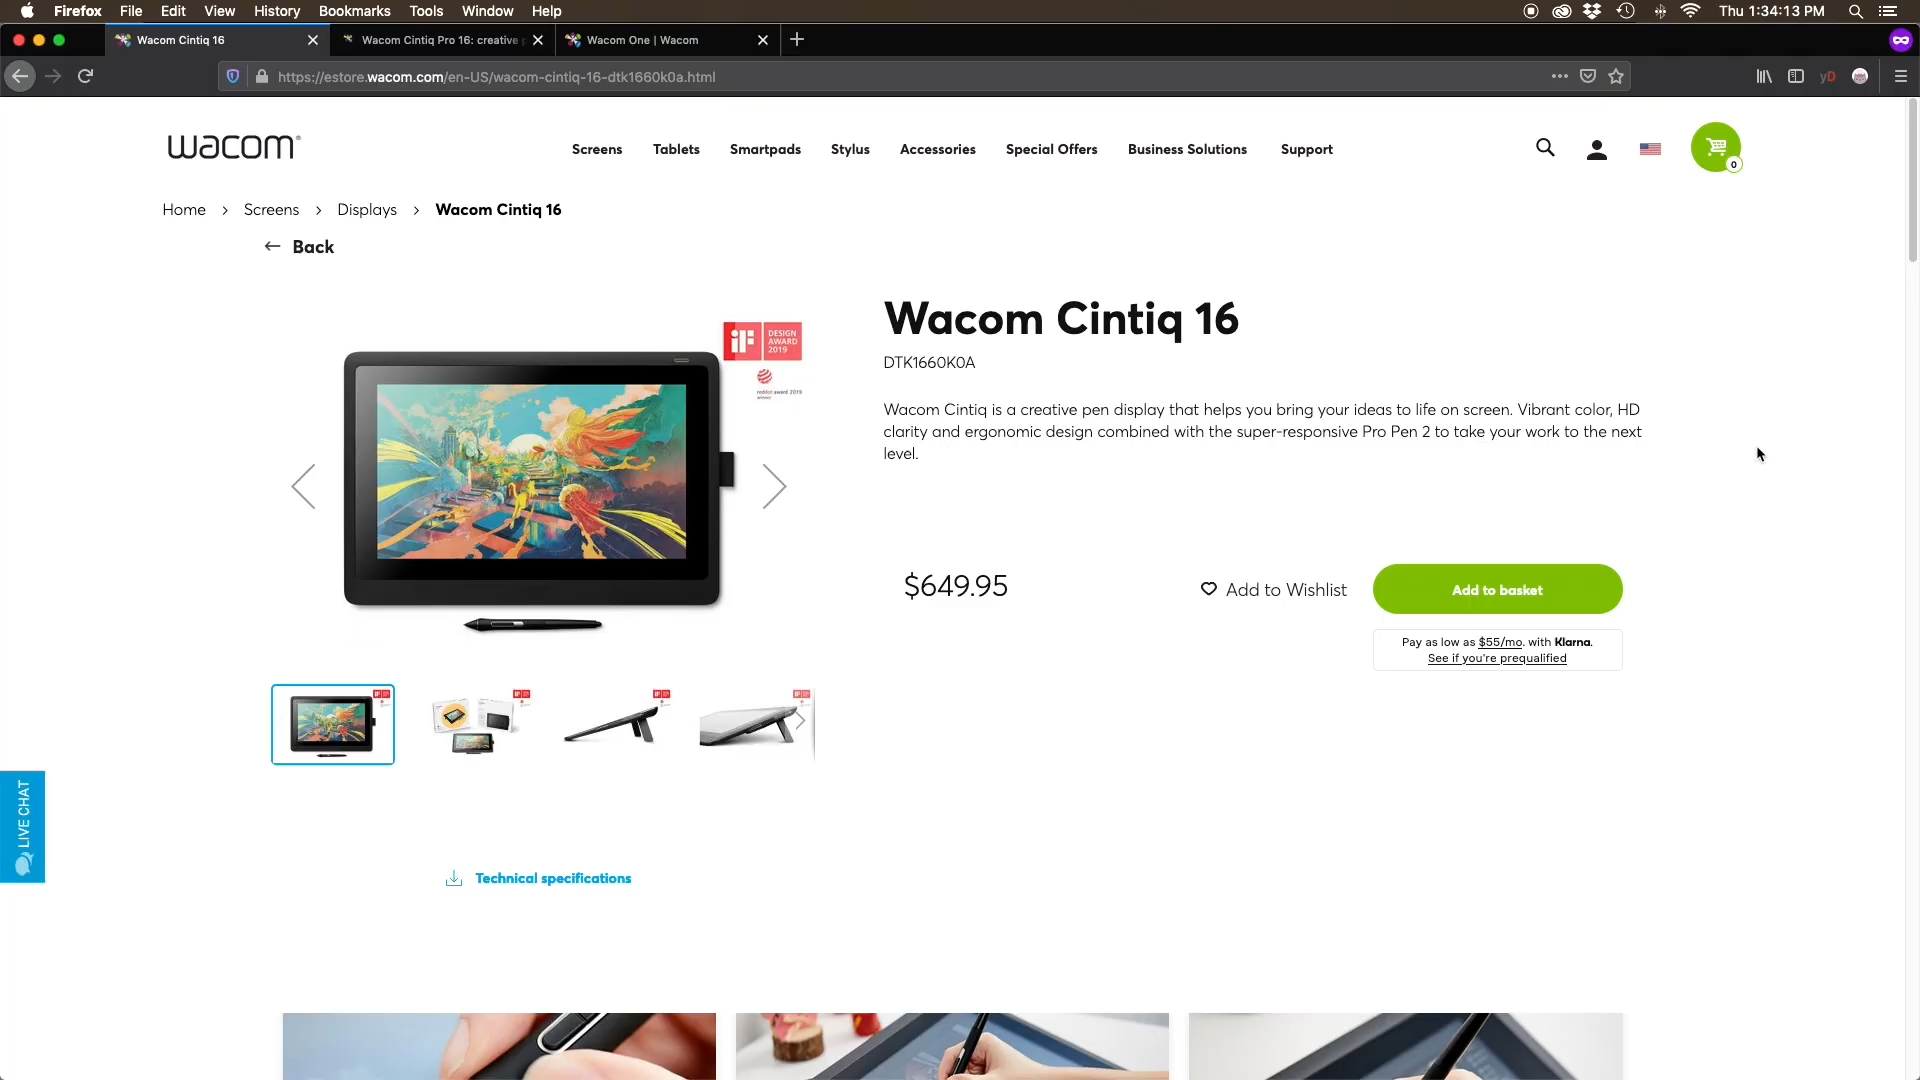 Firefox File Edit View History Bookmarks Tools Window Help Thu 1:34:13 PM
Wacom Cintiq 16 Wacom Cintiq Pro 16: creative Wacom One | Wacom
https://estore.wacom.com/en-US/wacom-cintiq-16-dtk1660k0a.html yD
wacom®
Screens Tablets Smartpads Stylus Accessories Special Offers Business Solutions Support
0
Home > Screens > Displays > Wacom Cintiq 16
← Back
iF DESIGN AWARD 2019
reddot award 2019
winner
Wacom Cintiq 16
DTK1660K0A
Wacom Cintiq is a creative pen display that helps you bring your ideas to life on screen. Vibrant color, HD
clarity and ergonomic design combined with the super-responsive Pro Pen 2 to take your work to the next
level.
$649.95 Add to Wishlist Add to basket
Pay as low as $55/mo. with Klarna.
See if you're prequalified
LIVE CHAT
Technical specifications